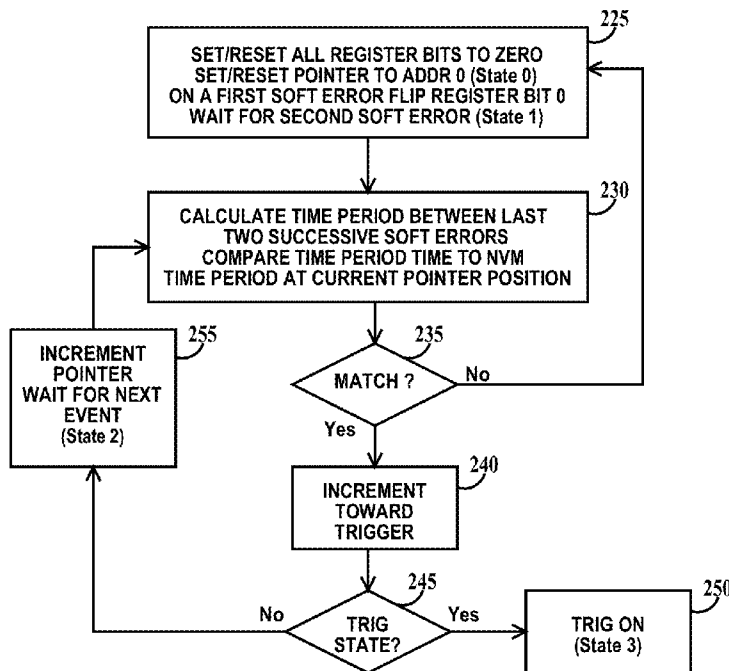 225
SET/RESET ALL REGISTER BITS TO ZERO
SET/RESET POINTER TO ADDR 0 (State 0)
ON A FIRST SOFT ERROR FLIP REGISTER BIT 0
WAIT FOR SECOND SOFT ERROR (State 1)
230
CALCULATE TIME PERIOD BETWEEN LAST
TWO SUCCESSIVE SOFT ERRORS
COMPARE TIME PERIOD TIME TO NVM
TIME PERIOD AT CURRENT POINTER POSITION
255
INCREMENT
POINTER
WAIT FOR NEXT
EVENT
(State 2)
235
MATCH ?
No
Yes
240
INCREMENT
TOWARD
TRIGGER
245
TRIG
STATE?
No
Yes
250
TRIG ON
(State 3)